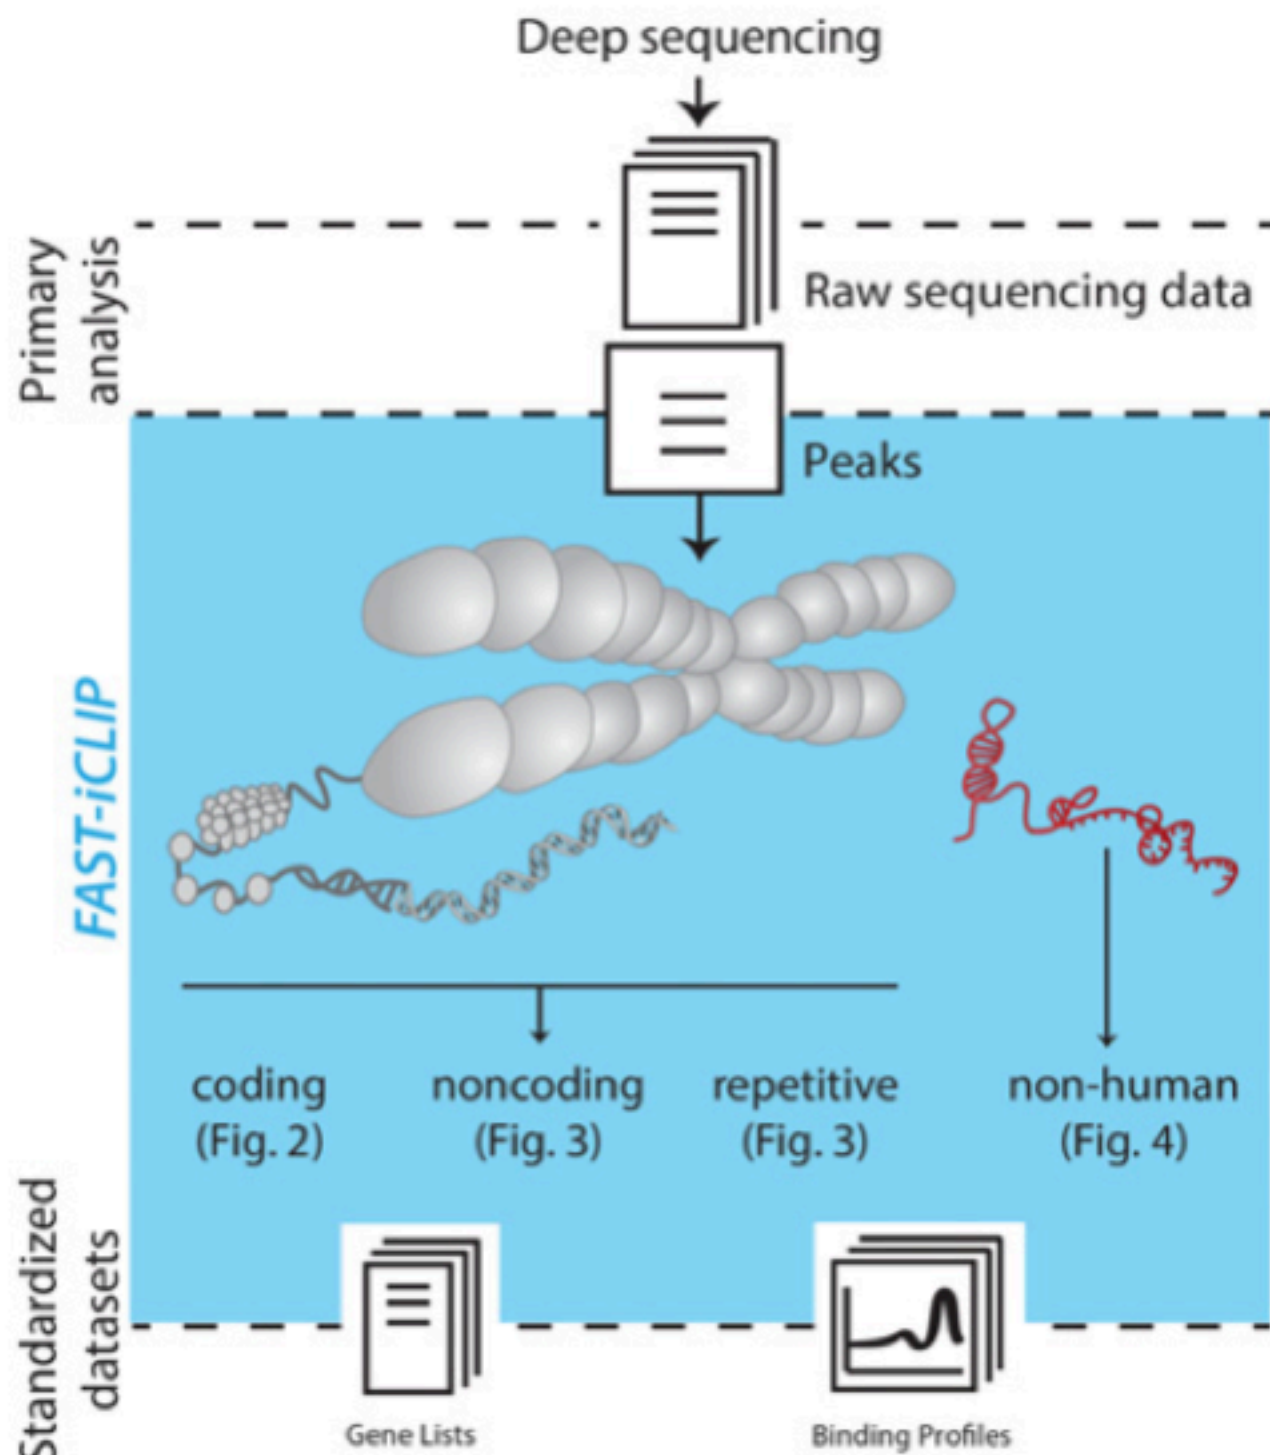 Deep sequencing
Primary
analysis
Raw sequencing data
Peaks
FAST-iCLIP
coding
(Fig. 2)
noncoding
(Fig. 3)
repetitive
(Fig. 3)
non-human
(Fig. 4)
Standardized
datasets
Gene Lists
Binding Profiles